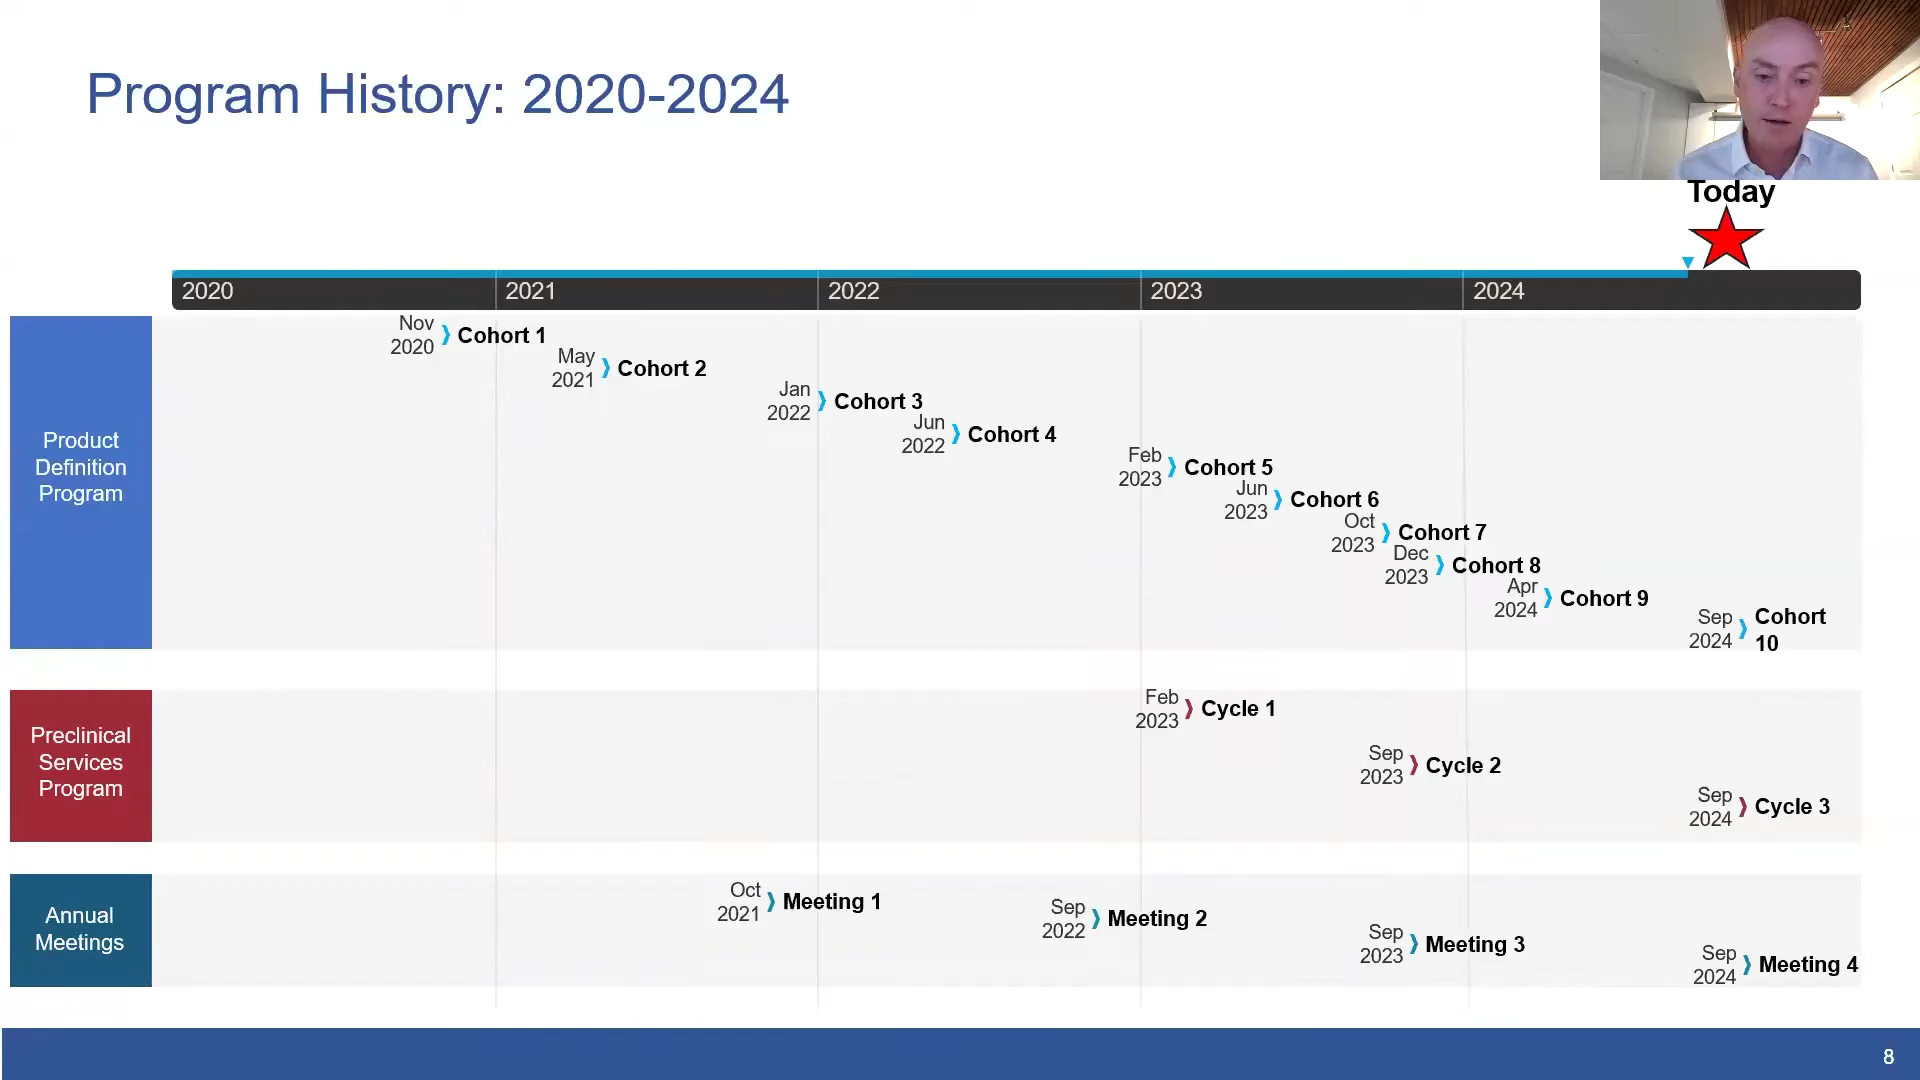 Program History: 2020-2024
Today
2020 2021 2022 2023 2024
Product
Definition
Program
Nov
2020
Cohort 1
May
2021
Cohort 2
Jan
2022
Cohort 3
Jun
2022
Cohort 4
Feb
2023
Cohort 5
Jun
2023
Cohort 6
Oct
2023
Cohort 7
Dec
2023
Cohort 8
Apr
2024
Cohort 9
Sep
2024
Cohort
10
Preclinical
Services
Program
Feb
2023
Cycle 1
Sep
2023
Cycle 2
Sep
2024
Cycle 3
Annual
Meetings
Oct
2021
Meeting 1
Sep
2022
Meeting 2
Sep
2023
Meeting 3
Sep
2024
Meeting 4
8